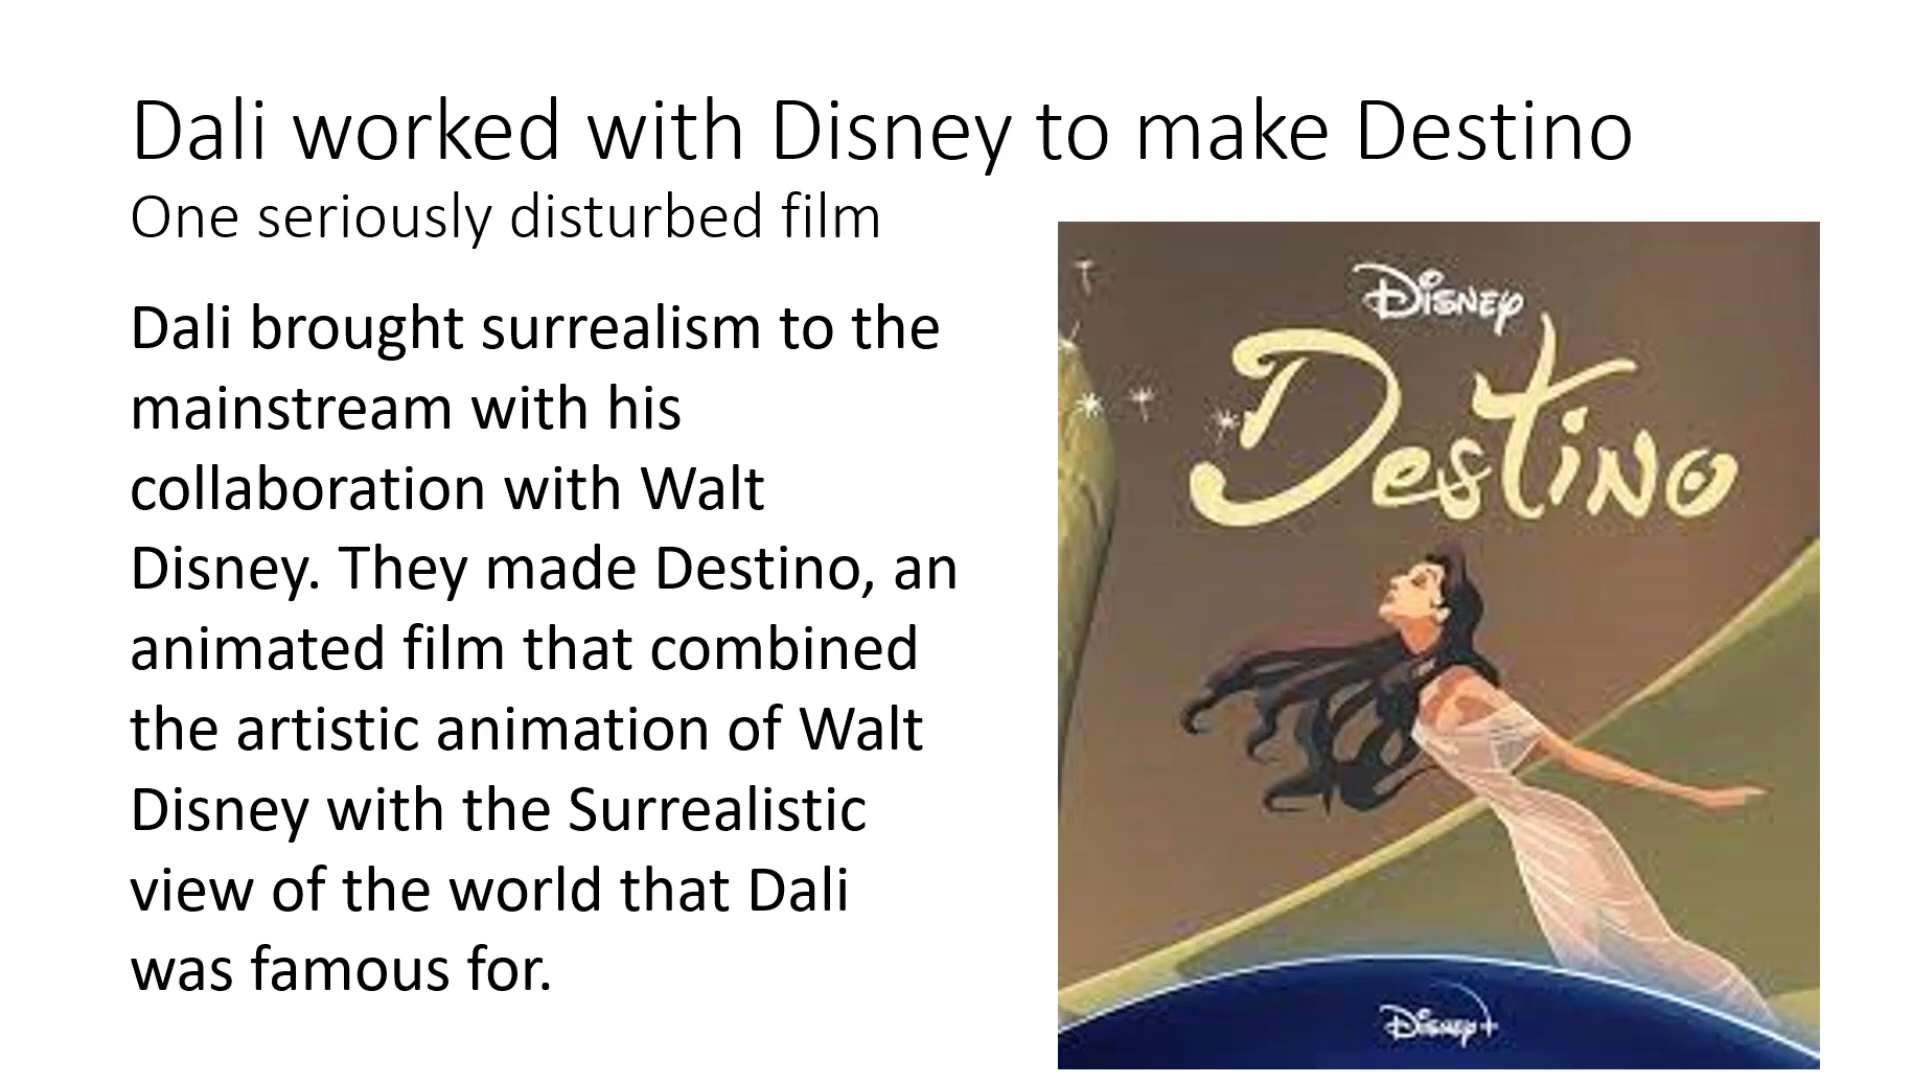 Dali worked with Disney to make Destino
One seriously disturbed film
Dali brought surrealism to the
mainstream with his
collaboration with Walt
Disney. They made Destino, an
animated film that combined
the artistic animation of Walt
Disney with the Surrealistic
view of the world that Dali
was famous for.
Disney
Destino
Disney+